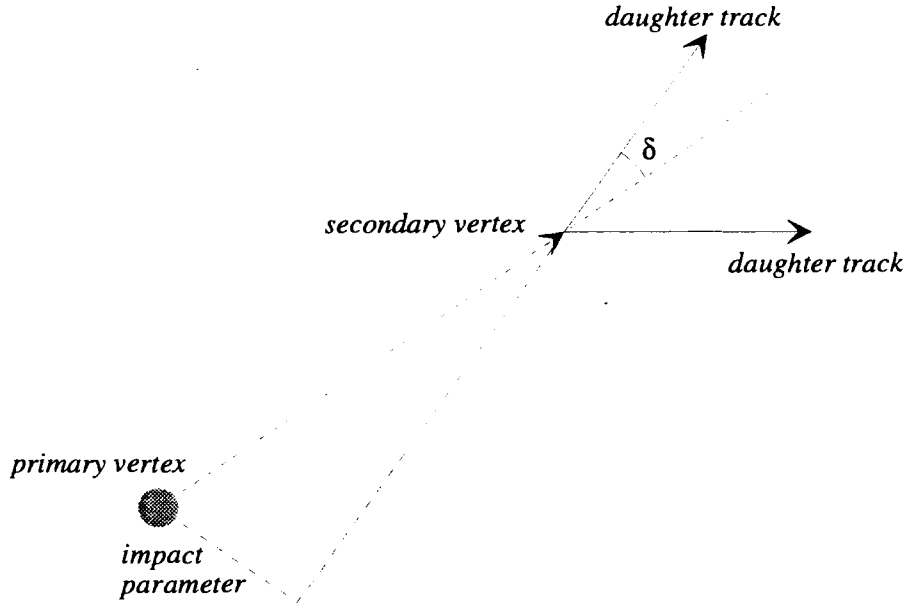 daughter track
δ
secondary vertex
daughter track
primary vertex
impact
parameter